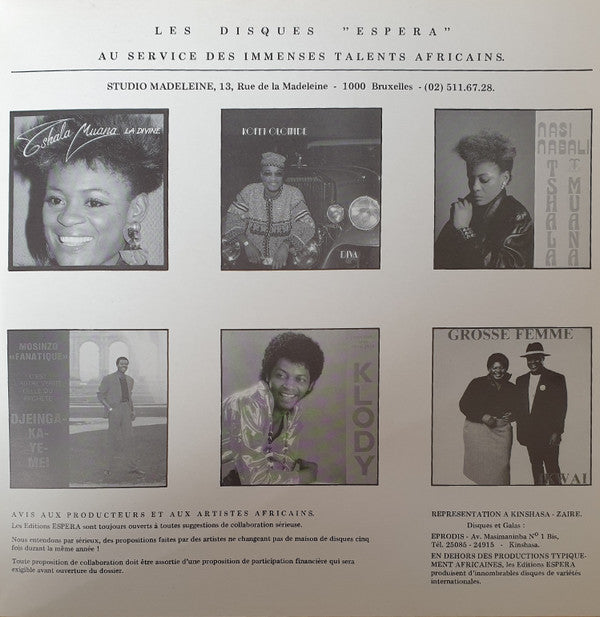 LES DISQUES "ESPERA"
AU SERVICE DES IMMENSES TALENTS AFRICAINS.
STUDIO MADELEINE, 13, Rue de la Madeleine - 1000 Bruxelles - (02) 511.67.28.
Tshala Muana LA DIVINE
KOFFI OLOMIDE
DIVA
NASI
NABALI
TSHALA
MUANA
MOSINZO
«FANATIQUE»
DJEINGA-
KA-
YE-
MEI
KLODY
GROSSE FEMME
AVIS AUX PRODUCTEURS ET AUX ARTISTES AFRICAINS.
Les Editions ESPERA sont toujours ouverts à toutes suggestions de collaboration sérieuse.
Nous entendons par sérieux, des propositions faites par des artistes ne changeant pas de maison de disques cinq
fois durant la même année !
Toute proposition de collaboration doit être assortie d'une proposition de participation financière qui sera
exigible avant ouverture du dossier.
REPRESENTATION A KINSHASA - ZAIRE.
Disques et Galas :
EPRODIS - Av. Masimaninba Nº 1 Bis,
Tél. 25085 - 24915 - Kinshasa.
EN DEHORS DES PRODUCTIONS TYPIQUE-
MENT AFRICAINES, les Editions ESPERA
produisent d'innombrables disques de variétés
internationales.